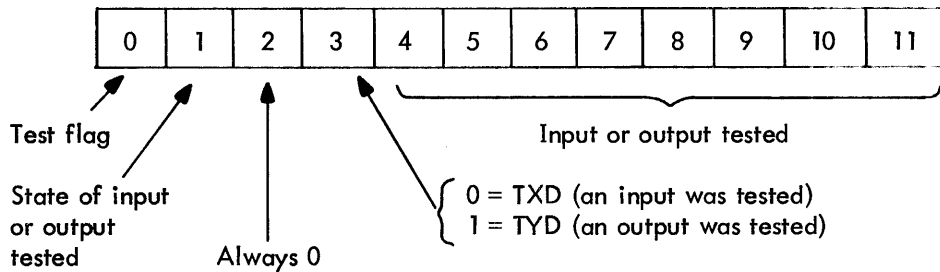 0 1 2 3 4 5 6 7 8 9 10 11
Test flag
Input or output tested
State of input
or output
tested
0 = TXD (an input was tested)
1 = TYD (an output was tested)
Always 0